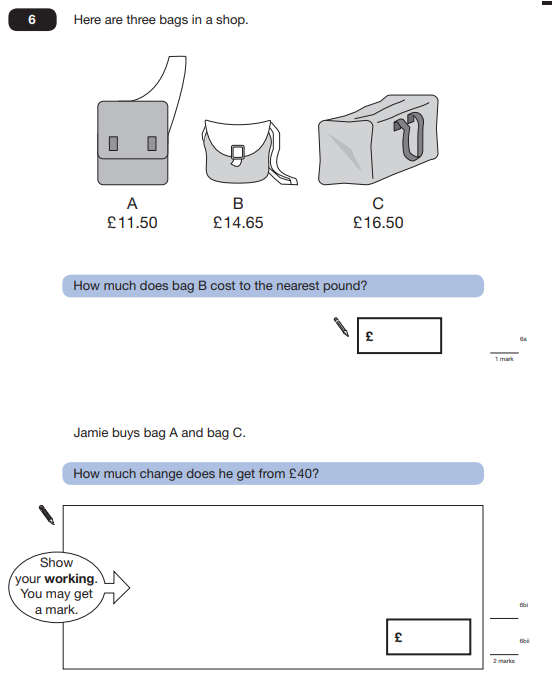 6 Here are three bags in a shop.
A B C
£11.50 £14.65 £16.50
How much does bag B cost to the nearest pound?
£
6a
1 mark
Jamie buys bag A and bag C.
How much change does he get from £40?
Show
your working.
You may get
a mark.
6bi
£
6bii
2 marks